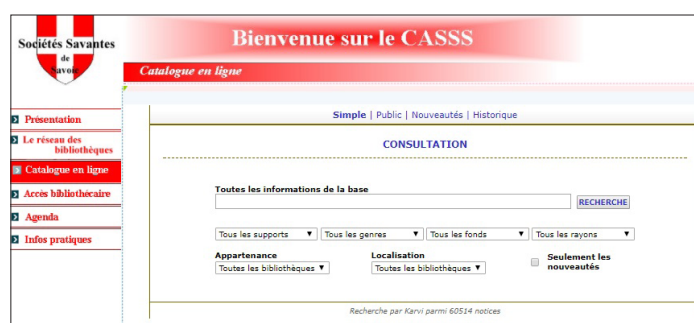 Sociétés Savantes
de
Savoie
Bienvenue sur le CASSS
Catalogue en ligne
Présentation
Le réseau des
bibliothèques
Catalogue en ligne
Accès bibliothécaire
Agenda
Infos pratiques
Simple | Public | Nouveautés | Historique
CONSULTATION
Toutes les informations de la base
RECHERCHE
Tous les supports Tous les genres Tous les fonds Tous les rayons
Appartenance Localisation
Toutes les bibliothèques Toutes les bibliothèques
Seulement les
nouveautés
Recherche par Karvi parmi 60514 notices